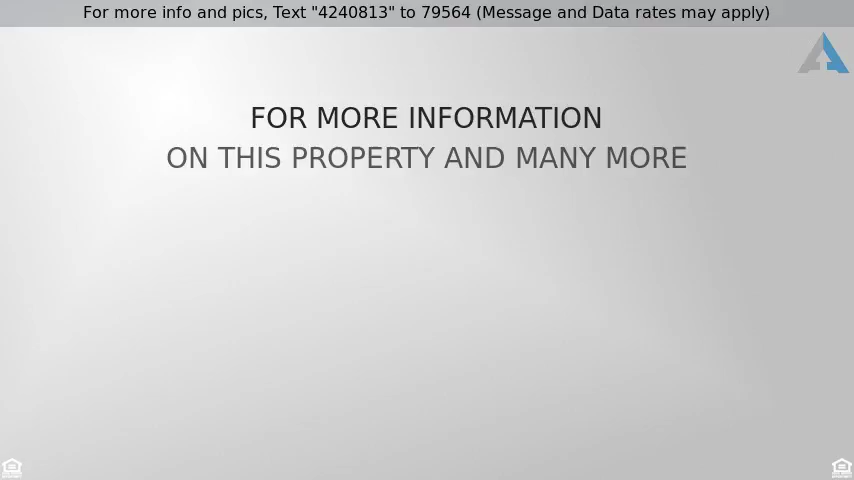 For more info and pics, Text "4240813" to 79564 (Message and Data rates may apply)
FOR MORE INFORMATION
ON THIS PROPERTY AND MANY MORE